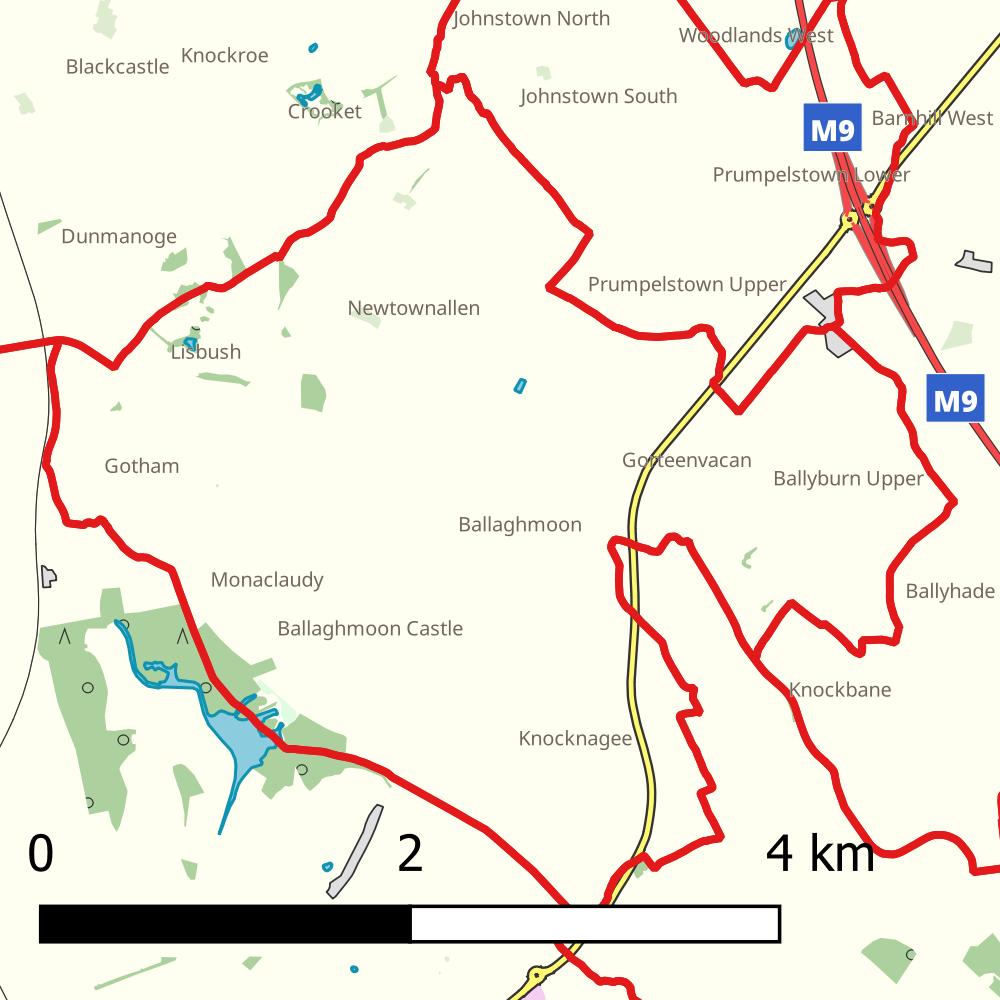 Johnstown North
Woodlands West
Knockroe
Blackcastle
Johnstown South
Crooket
Barnhill West
M9
Prumpelstown Lower
Dunmanoge
Prumpelstown Upper
Newtownallen
Lisbush
M9
Gorteenvacan
Gotham
Ballyburn Upper
Ballaghmoon
Monaclaudy
Ballyhade
Ballaghmoon Castle
Knockbane
Knocknagee
0 2 4 km